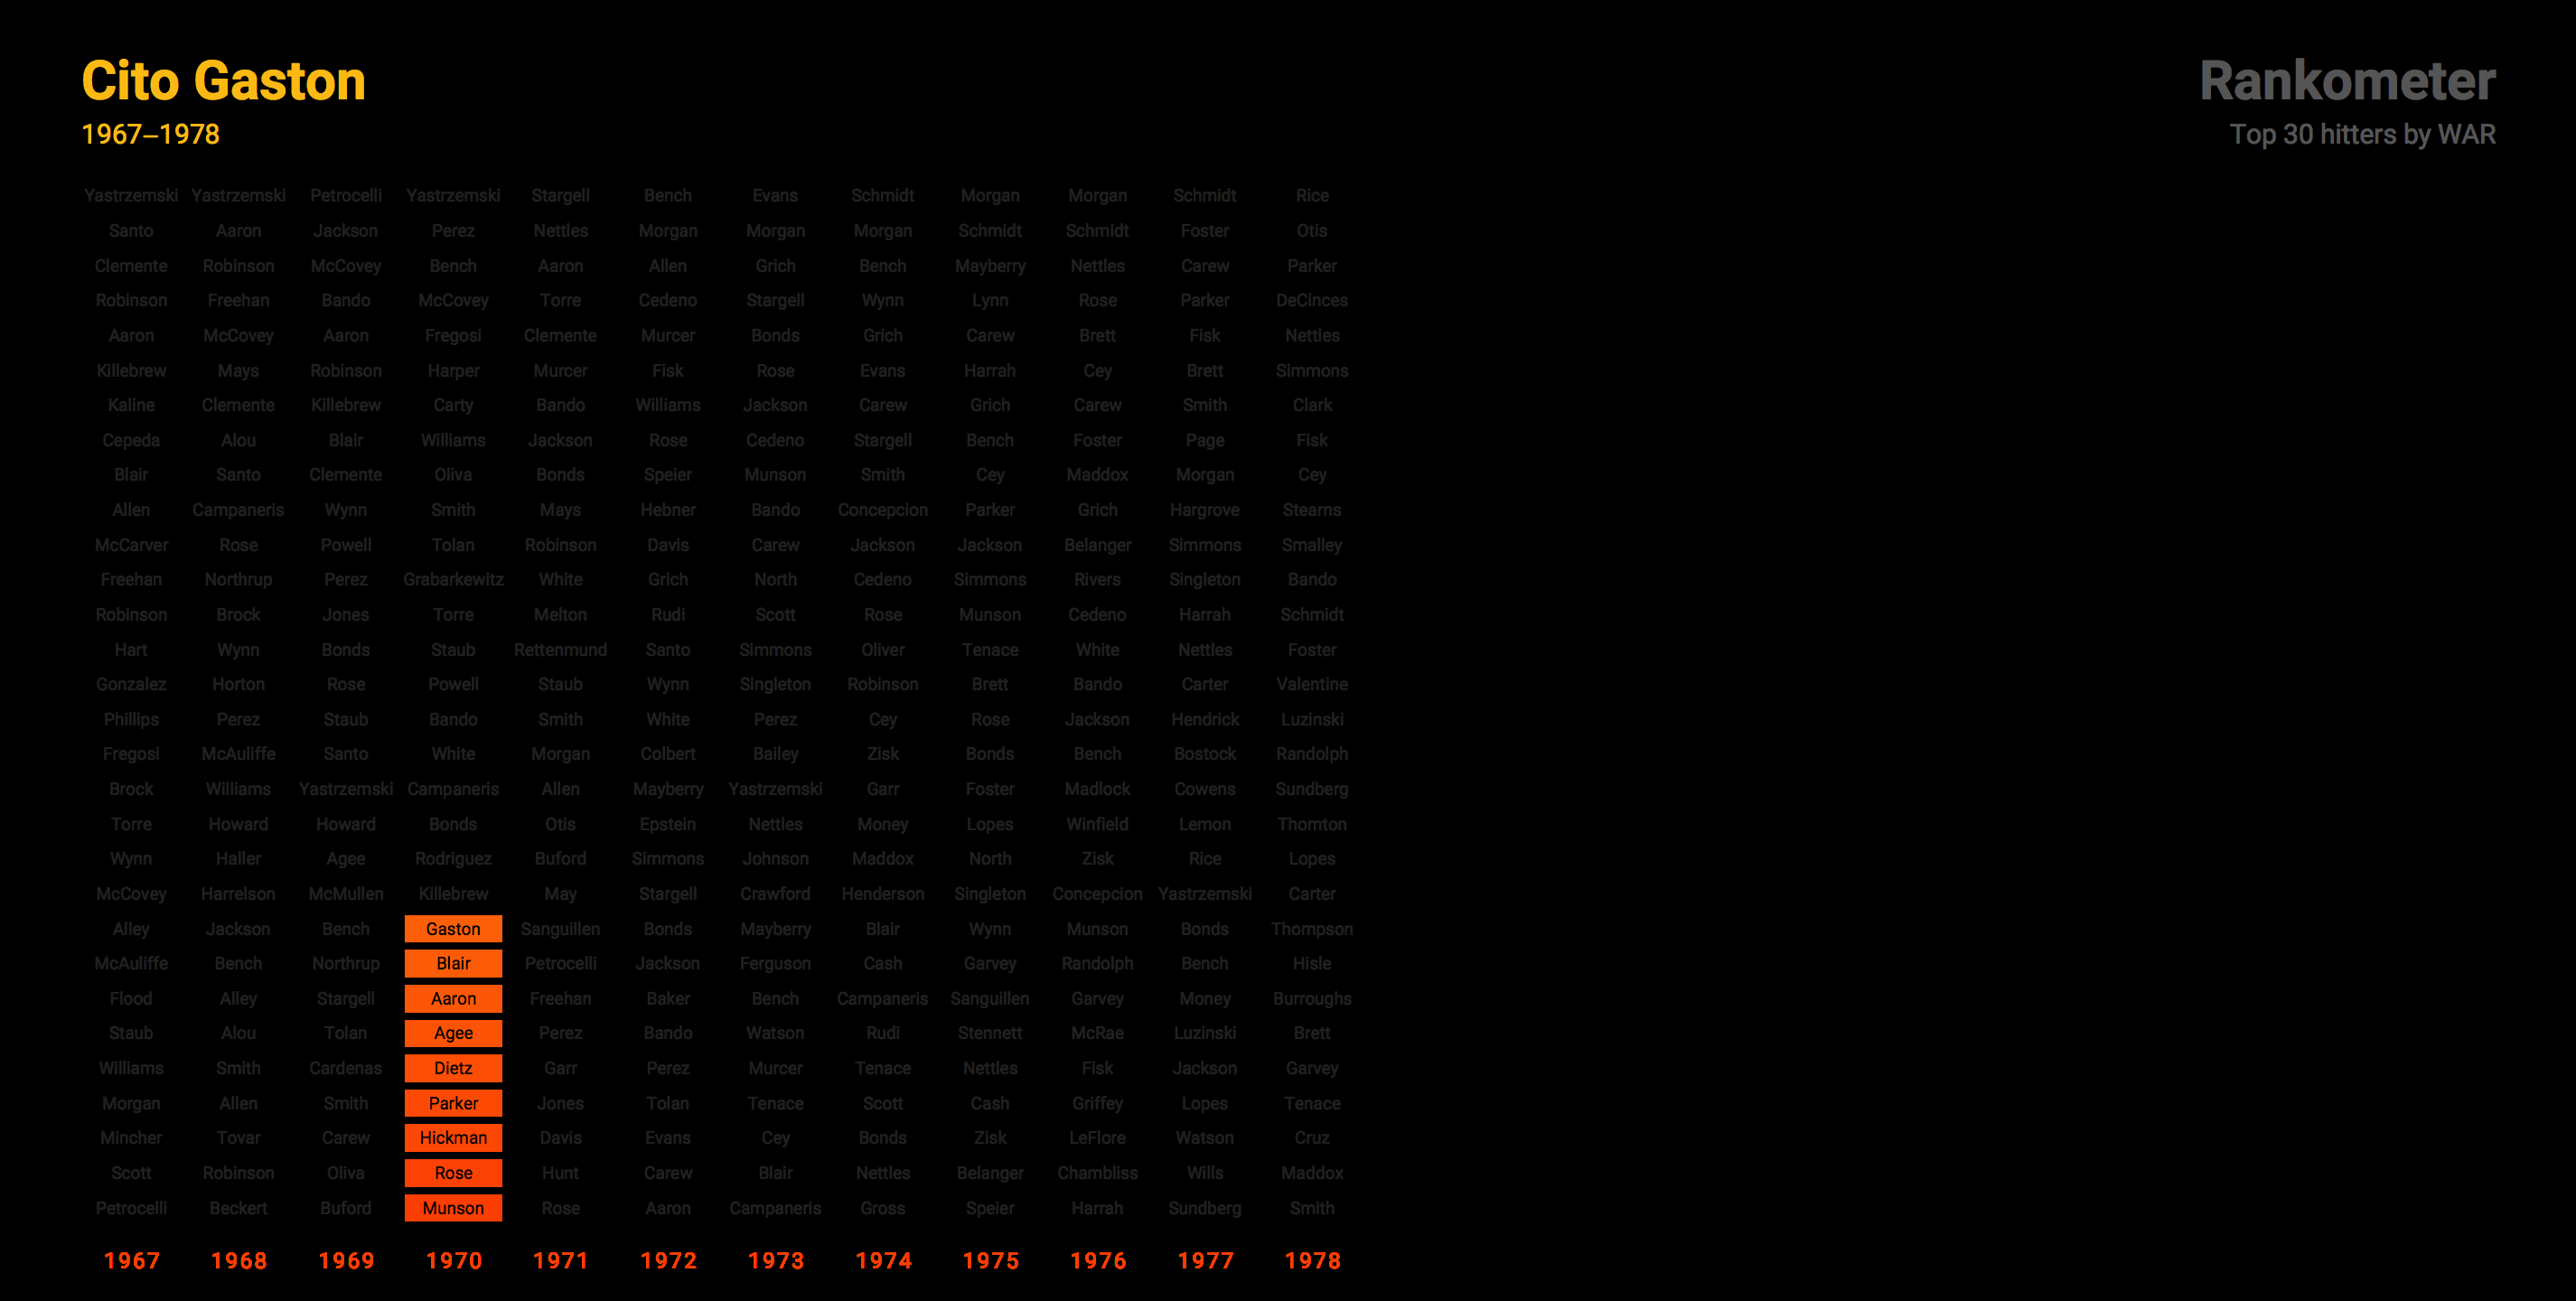 Cito Gaston
1967–1978
Rankometer
Top 30 hitters by WAR
Yastrzemski Yastrzemski Petrocelli Yastrzemski Stargell Bench Evans Schmidt Morgan Morgan Schmidt Rice
Santo Aaron Jackson Perez Nettles Morgan Morgan Morgan Schmidt Schmidt Foster Otis
Clemente Robinson McCovey Bench Aaron Allen Grich Bench Mayberry Nettles Carew Parker
Robinson Freehan Bando McCovey Torre Cedeno Stargell Wynn Lynn Rose Parker DeCinces
Aaron McCovey Aaron Fregosi Clemente Murcer Bonds Grich Carew Brett Fisk Nettles
Killebrew Mays Robinson Harper Murcer Fisk Rose Evans Harrah Cey Brett Simmons
Kaline Clemente Killebrew Carty Bando Williams Jackson Carew Grich Carew Smith Clark
Cepeda Alou Blair Williams Jackson Rose Cedeno Stargell Bench Foster Page Fisk
Blair Santo Clemente Oliva Bonds Speier Munson Smith Cey Maddox Morgan Cey
Allen Campaneris Wynn Smith Mays Hebner Bando Concepcion Parker Grich Hargrove Stearns
McCarver Rose Powell Tolan Robinson Davis Carew Jackson Jackson Belanger Simmons Smalley
Freehan Northrup Perez Grabarkewitz White Grich North Cedeno Simmons Rivers Singleton Bando
Robinson Brock Jones Torre Melton Rudi Scott Rose Munson Cedeno Harrah Schmidt
Hart Wynn Bonds Staub Rettenmund Santo Simmons Oliver Tenace White Nettles Foster
Gonzalez Horton Rose Powell Staub Wynn Singleton Robinson Brett Bando Carter Valentine
Phillips Perez Staub Bando Smith White Perez Cey Rose Jackson Hendrick Luzinski
Fregosi McAuliffe Santo White Morgan Colbert Bailey Zisk Bonds Bench Bostock Randolph
Brock Williams Yastrzemski Campaneris Allen Mayberry Yastrzemski Garr Foster Madlock Cowens Sundberg
Torre Howard Howard Bonds Otis Epstein Nettles Money Lopes Winfield Lemon Thornton
Wynn Haller Agee Rodriguez Buford Simmons Johnson Maddox North Zisk Rice Lopes
McCovey Harrelson McMullen Killebrew May Stargell Crawford Henderson Singleton Concepcion Yastrzemski Carter
Alley Jackson Bench Gaston Sanguillen Bonds Mayberry Blair Wynn Munson Bonds Thompson
McAuliffe Bench Northrup Blair Petrocelli Jackson Ferguson Cash Garvey Randolph Bench Hisle
Flood Alley Stargell Aaron Freehan Baker Bench Campaneris Sanguillen Garvey Money Burroughs
Staub Alou Tolan Agee Perez Bando Watson Rudi Stennett McRae Luzinski Brett
Williams Smith Cardenas Dietz Garr Perez Murcer Tenace Nettles Fisk Jackson Garvey
Morgan Allen Smith Parker Jones Tolan Tenace Scott Cash Griffey Lopes Tenace
Mincher Tovar Carew Hickman Davis Evans Cey Bonds Zisk LeFlore Watson Cruz
Scott Robinson Oliva Rose Hunt Carew Blair Nettles Belanger Chambliss Wills Maddox
Petrocelli Beckert Buford Munson Rose Aaron Campaneris Gross Speier Harrah Sundberg Smith
1967 1968 1969 1970 1971 1972 1973 1974 1975 1976 1977 1978